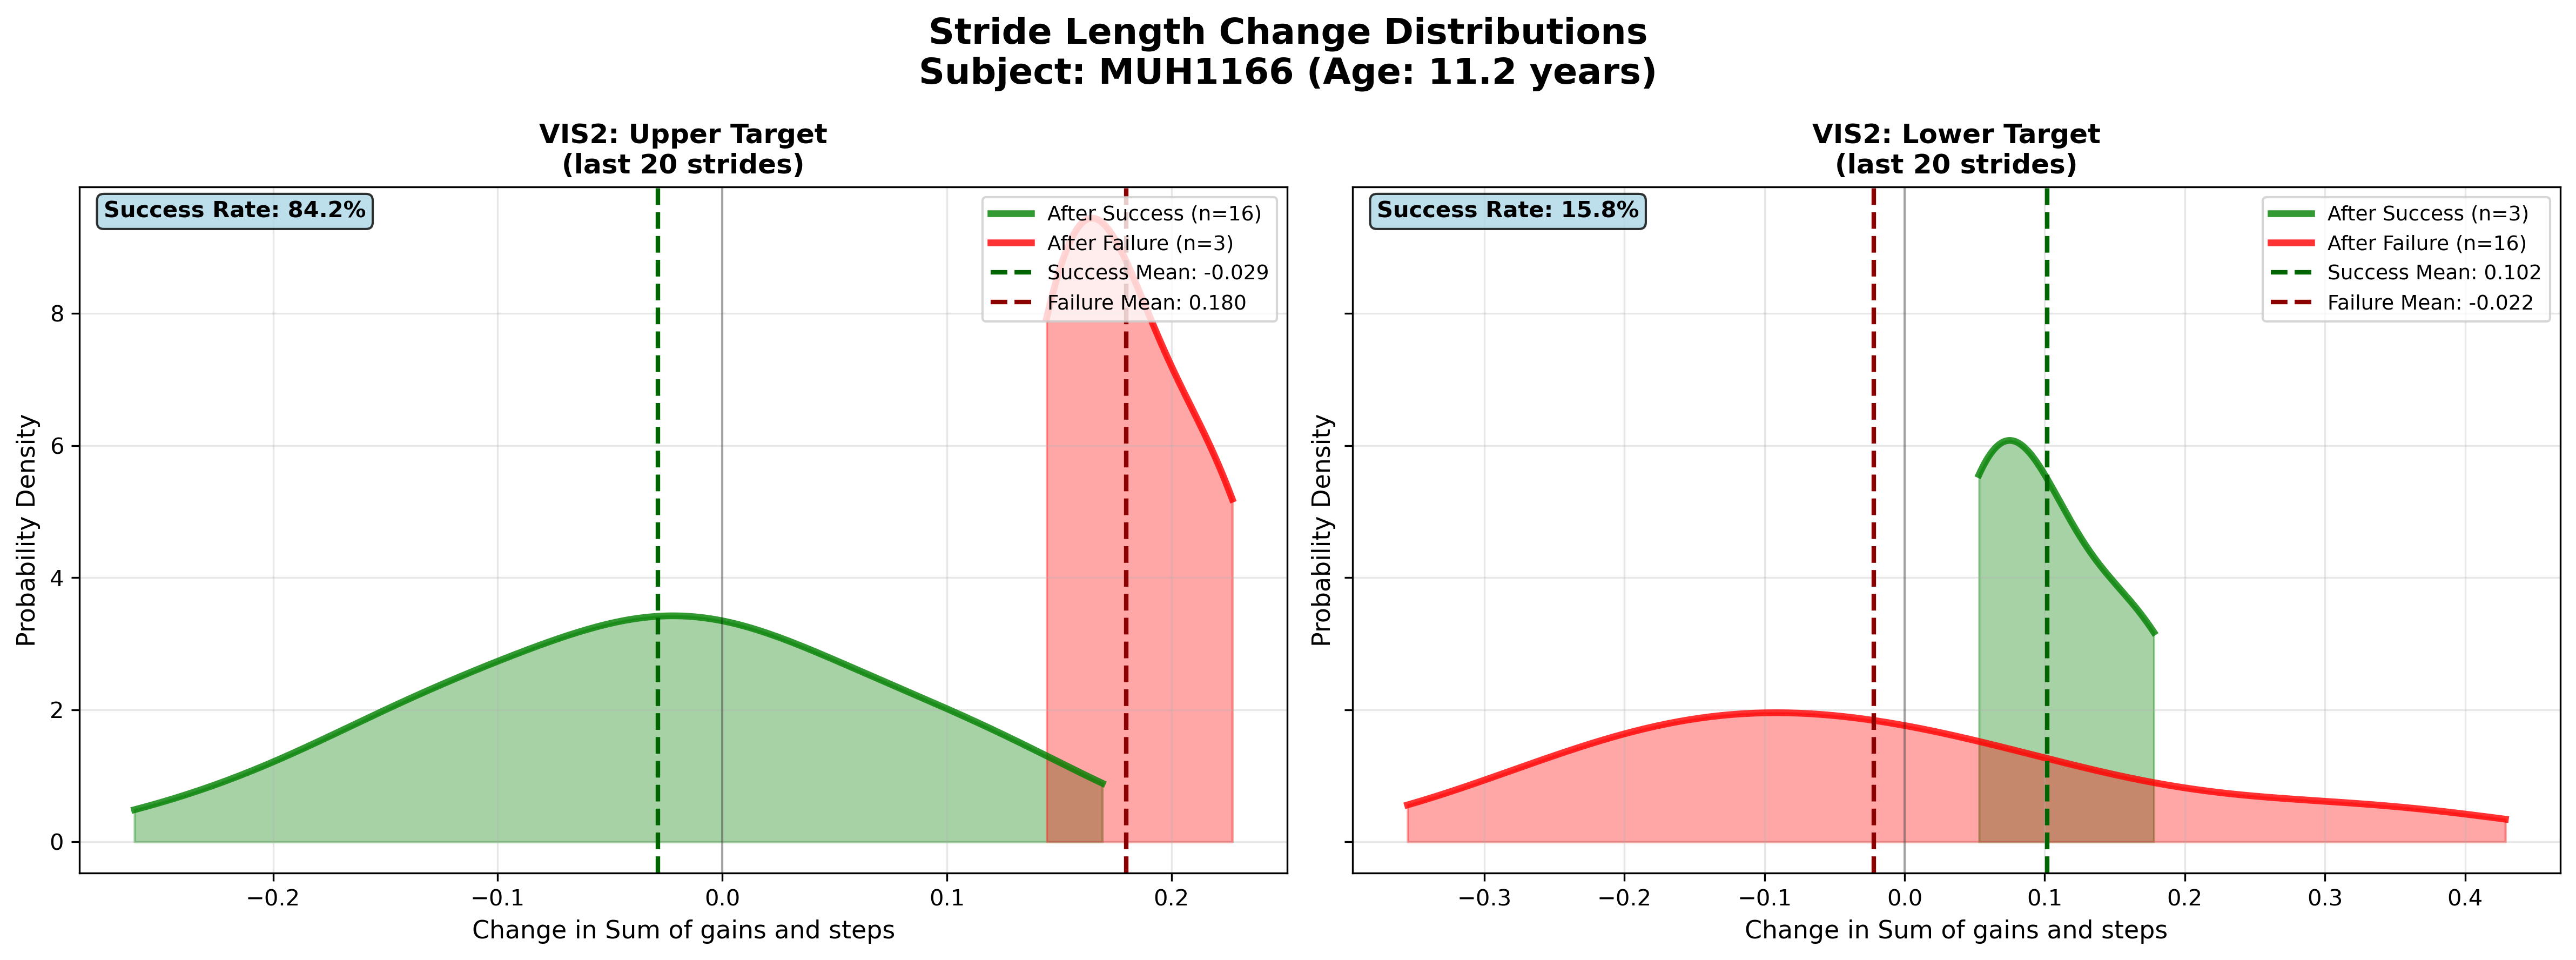 Stride Length Change Distributions
Subject: MUH1166 (Age: 11.2 years)
VIS2: Upper Target
(last 20 strides)
Success Rate: 84.2%
After Success (n=16)
After Failure (n=3)
Success Mean: -0.029
Failure Mean: 0.180
Probability Density
8
6
4
2
0
−0.2
−0.1
0.0
0.1
0.2
Change in Sum of gains and steps
VIS2: Lower Target
(last 20 strides)
Success Rate: 15.8%
After Success (n=3)
After Failure (n=16)
Success Mean: 0.102
Failure Mean: -0.022
Probability Density
−0.3
−0.2
−0.1
0.0
0.1
0.2
0.3
0.4
Change in Sum of gains and steps